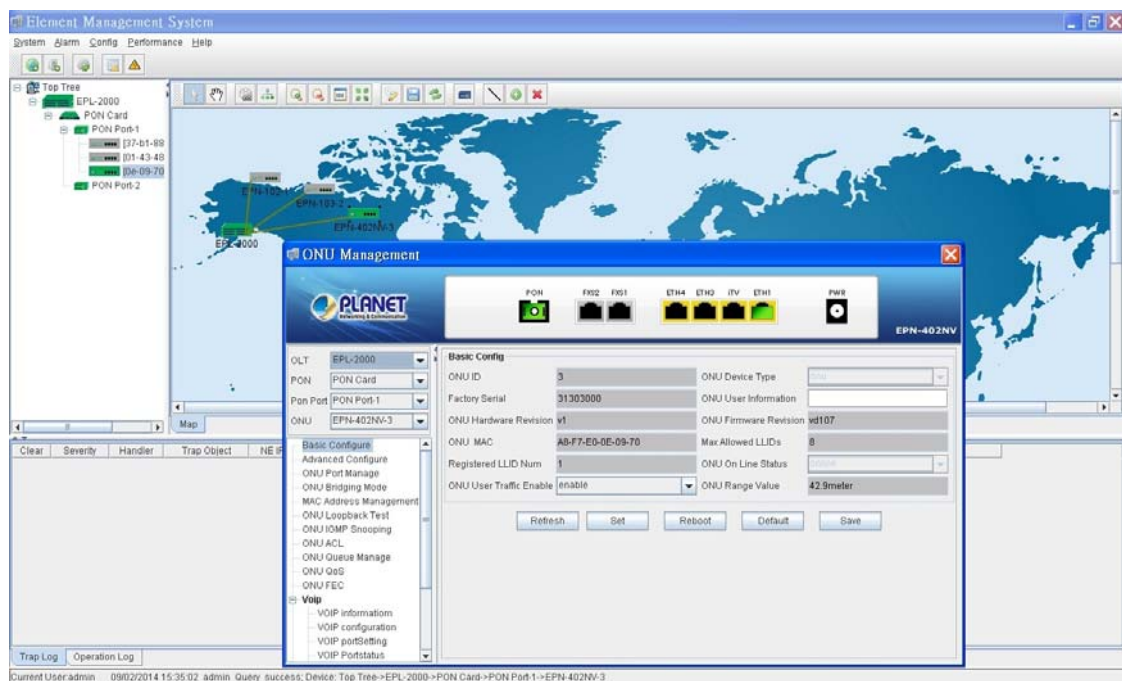 Element Management System
System Alarm Config Performance Help
Top Tree
EPL-2000
PON Card
PON Port-1
[37-b1-88
[01-43-48
[0e-09-70
PON Port-2
EPN-102-1
EPN-103-2
EPN-402NV-3
EPL-2000
Map
Clear Severity Handler Trap Object NE IP
Trap Log Operation Log
ONU Management
PLANET
Networking & Communication
PON FXS2 FXS1 ETH4 ETH3 iTV ETH1 PWR
EPN-402NV
OLT EPL-2000
PON PON Card
Pon Port PON Port-1
ONU EPN-402NV-3
Basic Configure
Advanced Configure
ONU Port Manage
ONU Bridging Mode
MAC Address Management
ONU Loopback Test
ONU IGMP Snooping
ONU ACL
ONU Queue Manage
ONU QoS
ONU FEC
Voip
VOIP informatiom
VOIP configuration
VOIP portSetting
VOIP Portstatus
Basic Config
ONU ID 3 ONU Device Type
Factory Serial 31303000 ONU User Information
ONU Hardware Revision v1 ONU Firmware Revision vd107
ONU MAC A8-F7-E0-0E-09-70 Max Allowed LLIDs 8
Registered LLID Num 1 ONU On Line Status
ONU User Traffic Enable enable ONU Range Value 42.9meter
Refresh Set Reboot Default Save
Current User:admin 09/02/2014 15:35:02 admin Query success; Device: Top Tree->EPL-2000->PON Card->PON Port-1->EPN-402NV-3